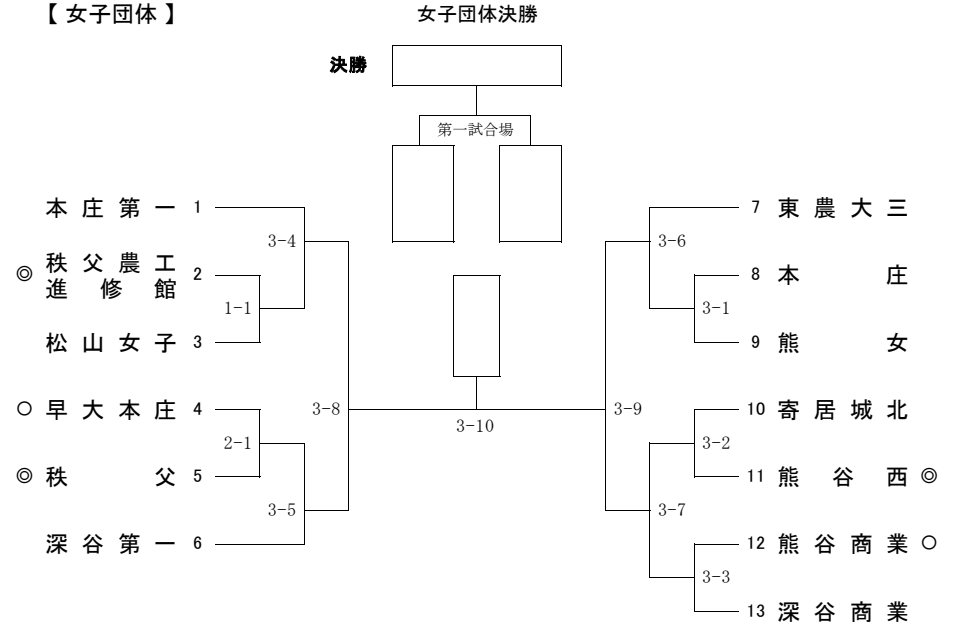 【 女子団体 】
女子団体決勝
決勝
第一試合場
本庄第一 1
3-4
◎ 秩父農工進修館 2
1-1
松山女子 3
○ 早大本庄 4
3-8
2-1
◎ 秩父 5
3-5
深谷第一 6
3-10
7 東農大三
3-6
8 本庄
3-1
9 熊女
3-9
10 寄居城北
3-2
11 熊谷西 ◎
3-7
12 熊谷商業 ○
3-3
13 深谷商業